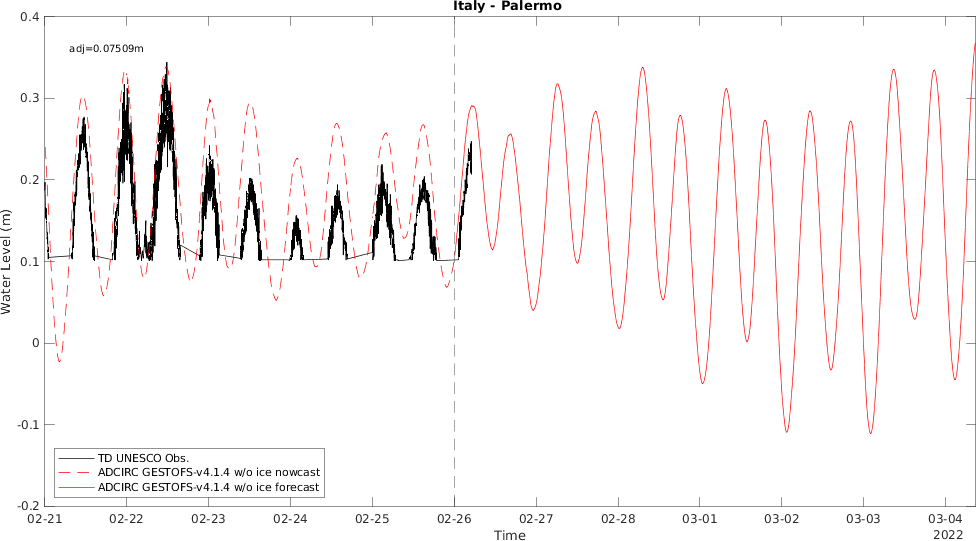 Italy - Palermo
adj=0.07509m
0.4
0.3
0.2
0.1
0
-0.1
-0.2
Water Level (m)
TD UNESCO Obs.
ADCIRC GESTOFS-v4.1.4 w/o ice nowcast
ADCIRC GESTOFS-v4.1.4 w/o ice forecast
02-21 02-22 02-23 02-24 02-25 02-26 02-27 02-28 03-01 03-02 03-03 03-04
Time
2022